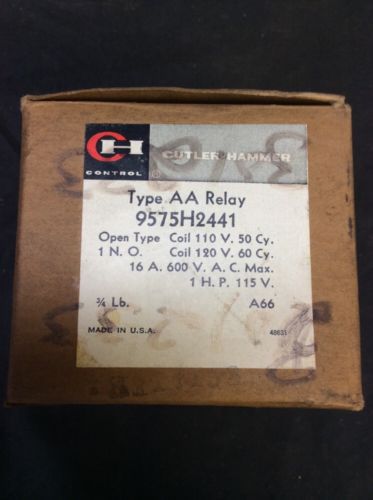 CH
CONTROL ®
CUTLER-HAMMER
Type AA Relay
9575H2441
Open Type Coil 110 V. 50 Cy.
1 N. O. Coil 120 V. 60 Cy.
16 A. 600 V. A. C. Max.
1 H. P. 115 V.
¾ Lb. A66
MADE IN U.S.A. 48631